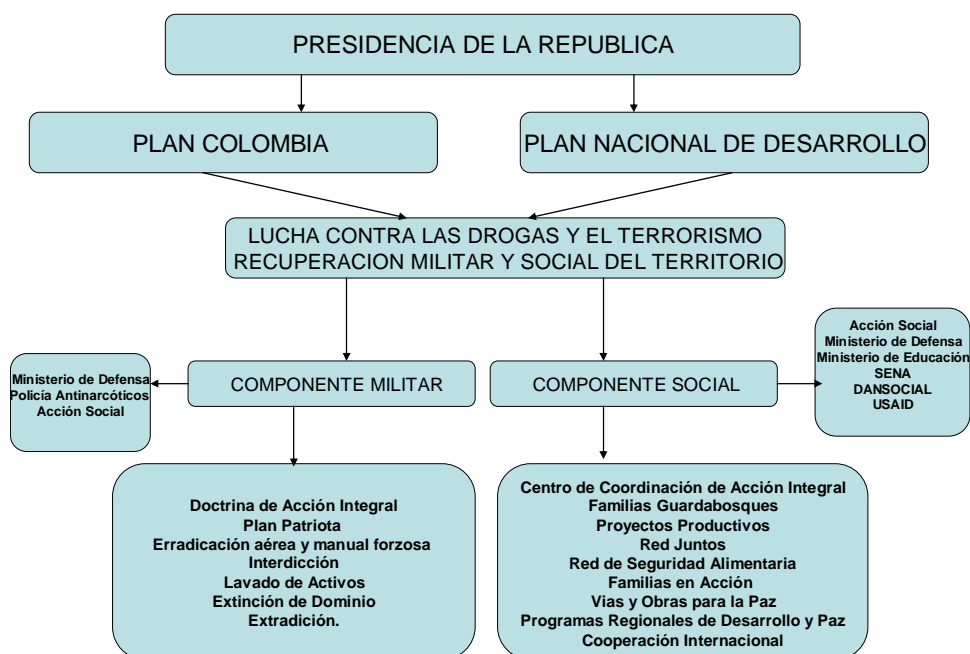 PRESIDENCIA DE LA REPUBLICA
PLAN COLOMBIA
PLAN NACIONAL DE DESARROLLO
LUCHA CONTRA LAS DROGAS Y EL TERRORISMO
RECUPERACION MILITAR Y SOCIAL DEL TERRITORIO
Ministerio de Defensa
Policía Antinarcóticos
Acción Social
COMPONENTE MILITAR
COMPONENTE SOCIAL
Acción Social
Ministerio de Defensa
Ministerio de Educación
SENA
DANSOCIAL
USAID
Doctrina de Acción Integral
Plan Patriota
Erradicación aérea y manual forzosa
Interdicción
Lavado de Activos
Extinción de Dominio
Extradición.
Centro de Coordinación de Acción Integral
Familias Guardabosques
Proyectos Productivos
Red Juntos
Red de Seguridad Alimentaria
Familias en Acción
Vias y Obras para la Paz
Programas Regionales de Desarrollo y Paz
Cooperación Internacional